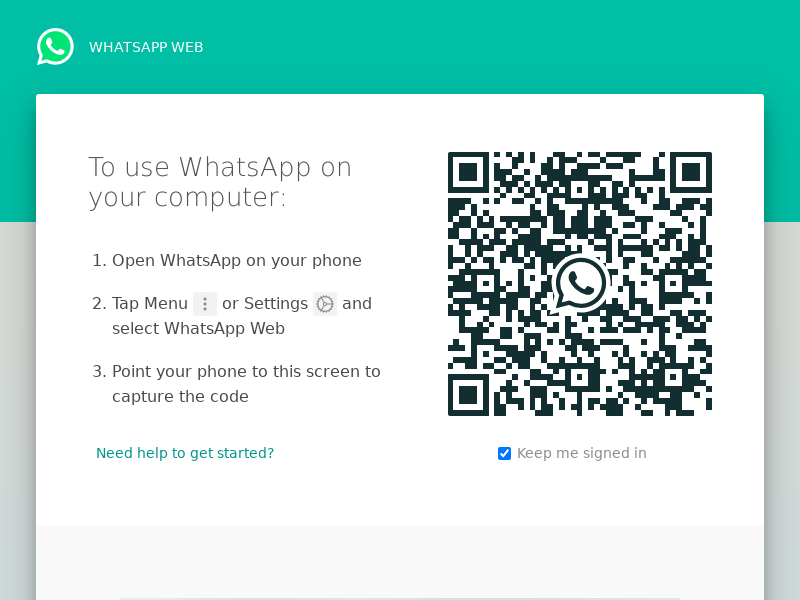 WHATSAPP WEB
To use WhatsApp on
your computer:
1. Open WhatsApp on your phone
2. Tap Menu or Settings and
select WhatsApp Web
3. Point your phone to this screen to
capture the code
Need help to get started?
Keep me signed in